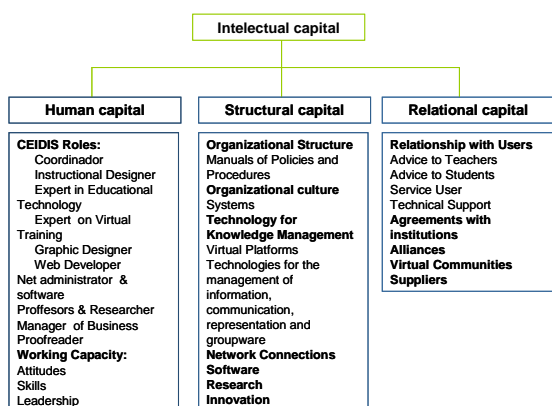 Intelectual capital
Human capital
Structural capital
Relational capital
CEIDIS Roles:
Coordinador
Instructional Designer
Expert in Educational
Technology
Expert on Virtual
Training
Graphic Designer
Web Developer
Net administrator &
software
Proffesors & Researcher
Manager of Business
Proofreader
Working Capacity:
Attitudes
Skills
Leadership
Organizational Structure
Manuals of Policies and
Procedures
Organizational culture
Systems
Technology for
Knowledge Management
Virtual Platforms
Technologies for the
management of
information,
communication,
representation and
groupware
Network Connections
Software
Research
Innovation
Relationship with Users
Advice to Teachers
Advice to Students
Service User
Technical Support
Agreements with
institutions
Alliances
Virtual Communities
Suppliers